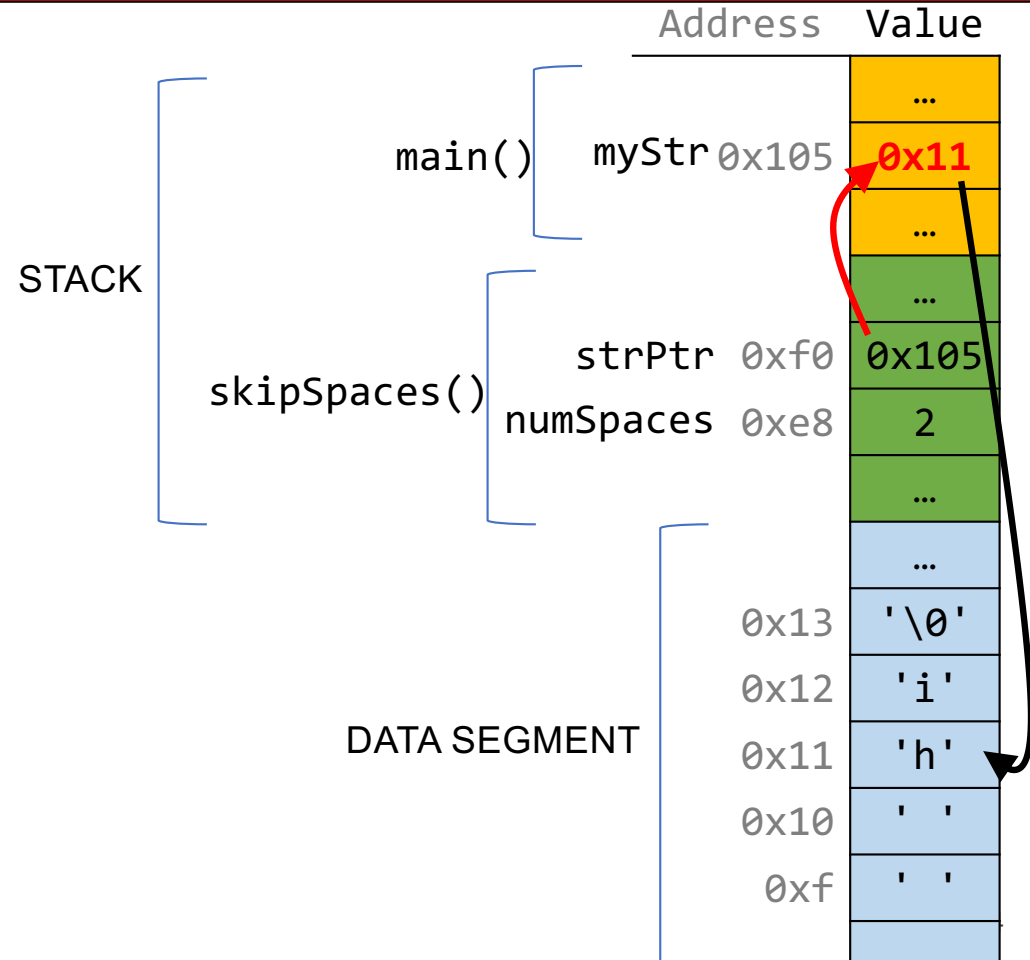 Address Value
…
main() myStr 0x105 0x11
…
STACK
…
strPtr 0xf0 0x105
skipSpaces()
numSpaces 0xe8 2
…
…
0x13 '\0'
0x12 'i'
DATA SEGMENT
0x11 'h'
0x10 ' '
0xf ' '